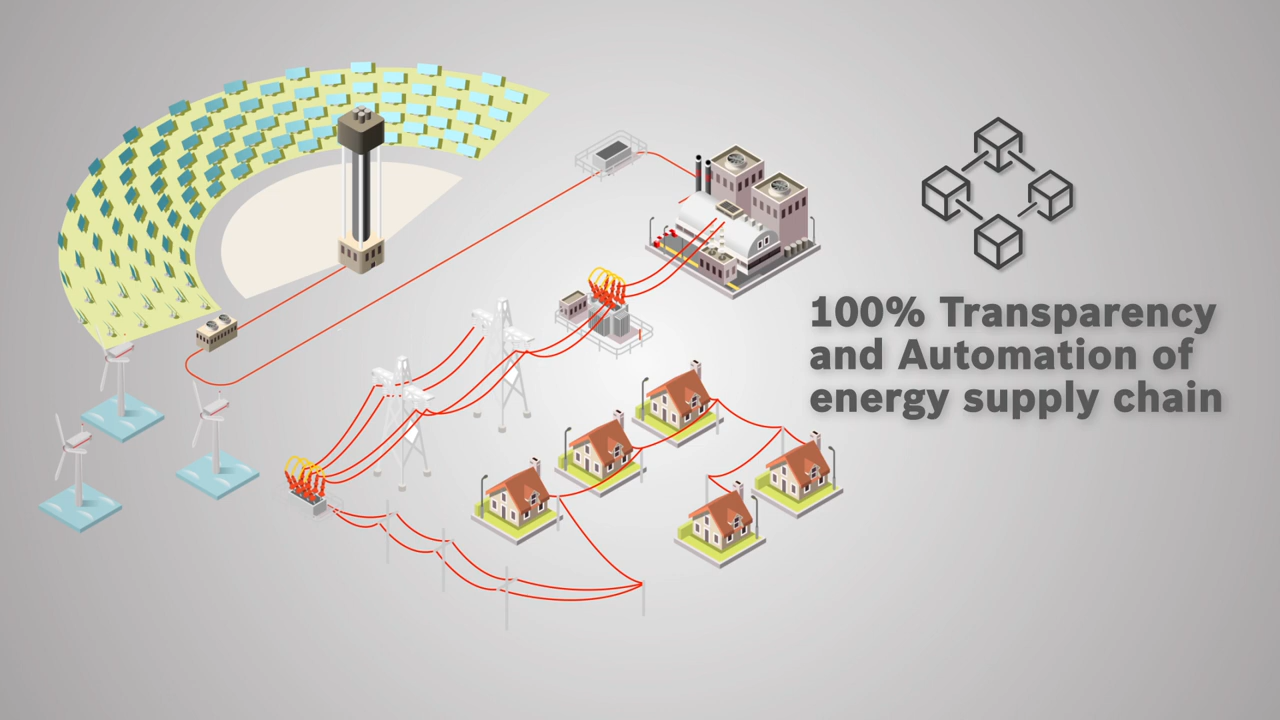 100% Transparency
and Automation of
energy supply chain